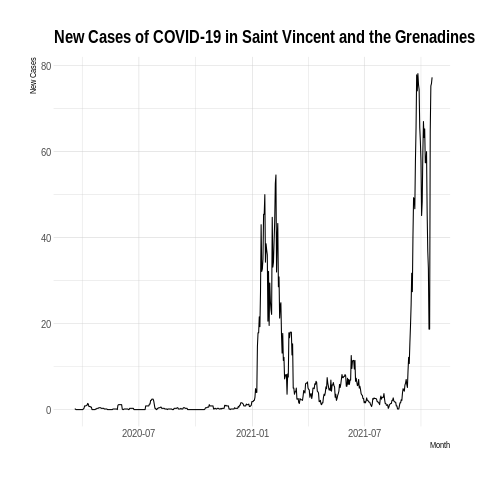 New Cases of COVID-19 in Saint Vincent and the Grenadines
New Cases
80
60
40
20
0
2020-07 2021-01 2021-07
Month